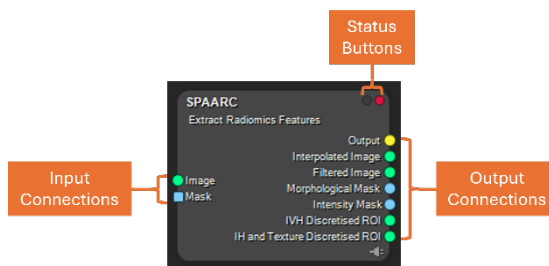 Status
Buttons
SPAARC
Extract Radiomics Features
Output
Interpolated Image
Filtered Image
Morphological Mask
Intensity Mask
IVH Discretised ROI
IH and Texture Discretised ROI
Image
Mask
Input
Connections
Output
Connections